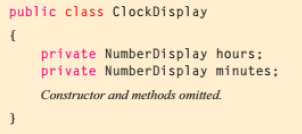 public class ClockDisplay
{
private NumberDisplay hours;
private NumberDisplay minutes;
Constructor and methods omitted.
}